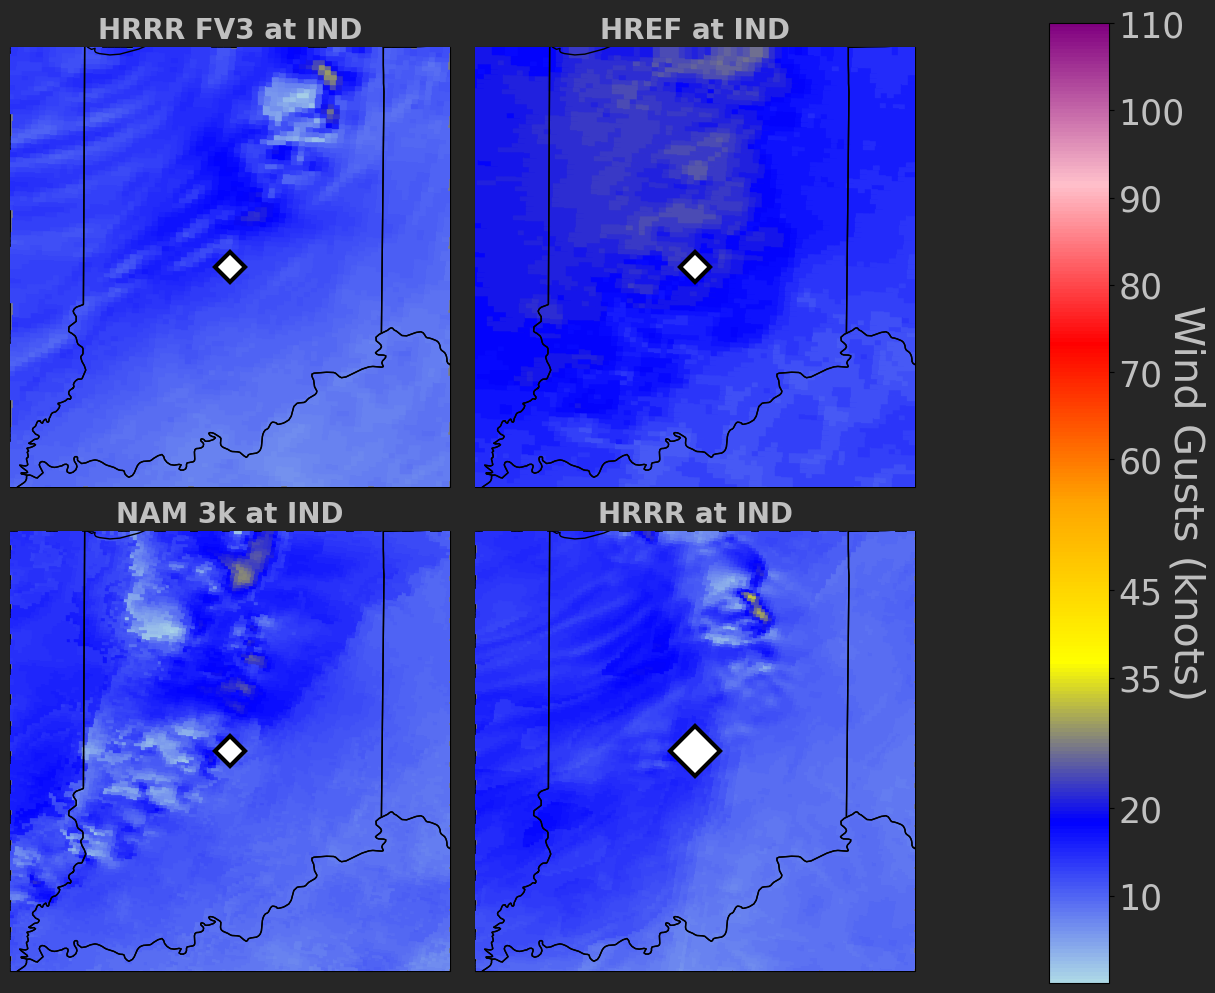 HRRR FV3 at IND
HREF at IND
NAM 3k at IND
HRRR at IND
110
100
90
80
70
60
45
35
20
10
Wind Gusts (knots)